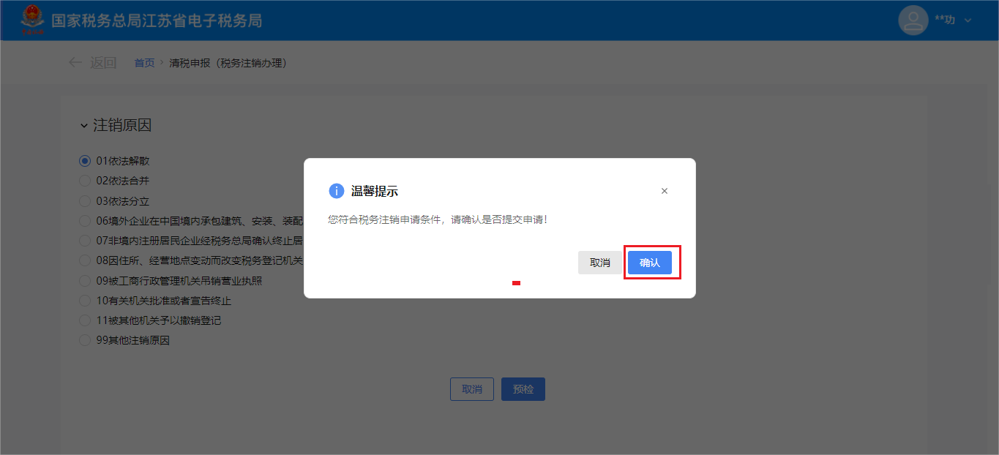 国家税务总局江苏省电子税务局
**功
返回 首页 清税申报（税务注销办理）
注销原因
01依法解散
02依法合并
03依法分立
06境外企业在中国境内承包建筑、安装、装配
07非境内注册居民企业经税务总局确认终止居
08因住所、经营地点变动而改变税务登记机关
09被工商行政管理机关吊销营业执照
10有关机关批准或者宣告终止
11被其他机关予以撤销登记
99其他注销原因
温馨提示
您符合税务注销申请条件，请确认是否提交申请！
取消 确认
取消 预检